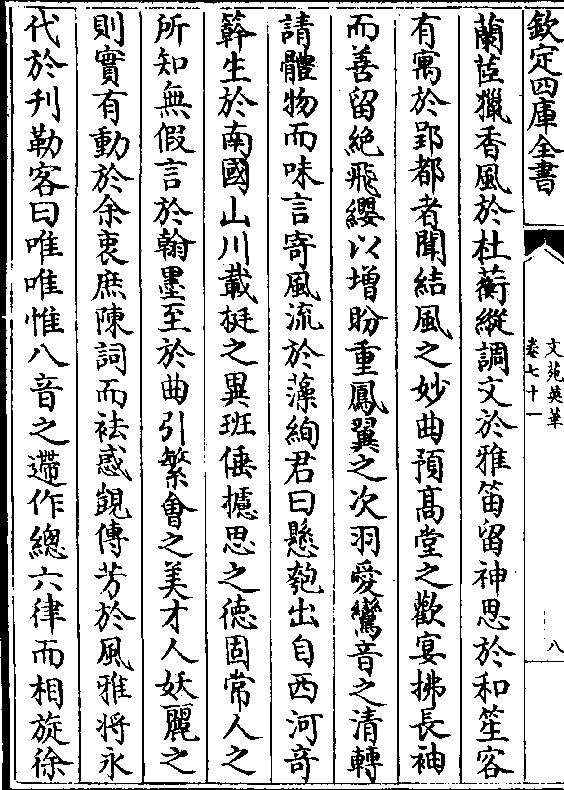 欽定四庫全書
文苑英華
卷七十一
八
蘭茝獵香風於杜蘅縱調文於雅笛留神思於和笙客
有寓於郢都者聞結風之妙曲預髙堂之歡宴拂長袖
而善留絶飛纓以增盼重鳳翼之次羽愛鸞音之清轉
請體物而味言寄風流於藻絢君曰懸匏出自西河竒
簳生於南國山川載挺之異班倕攄思之徳固常人之
所知無假言於翰墨至於曲引繁會之美才人妖麗之
則實有動於余衷庶陳詞而袪惑覬傳芳於風雅将永
代於刋勒客曰唯唯惟八音之遞作總六律而相旋徐